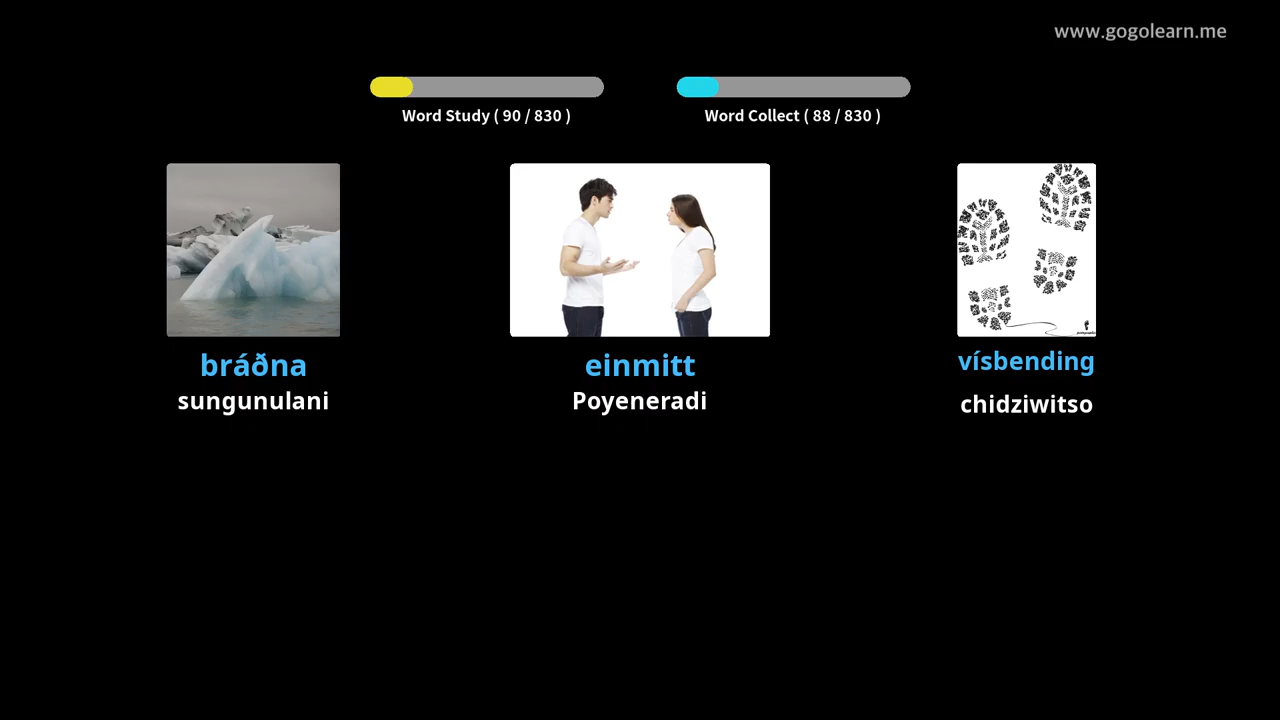 www.gogolearn.me
Word Study ( 90 / 830 )
Word Collect ( 88 / 830 )
bráðna
sungunulani
einmitt
Poyeneradi
vísbending
chidziwitso